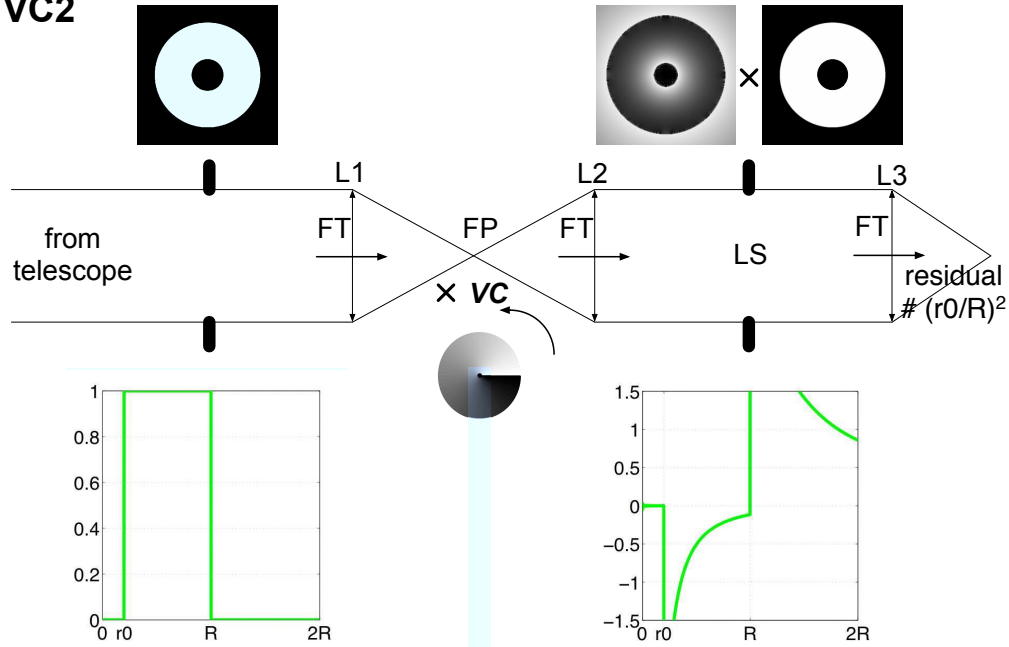 VC2
×
L1
L2
L3
FT
FP
FT
FT
from
telescope
LS
× VC
residual
# (r0/R)²
1
0.8
0.6
0.4
0.2
0
0 r0 R 2R
1.5
1
0.5
0
−0.5
−1
−1.5
0 r0 R 2R